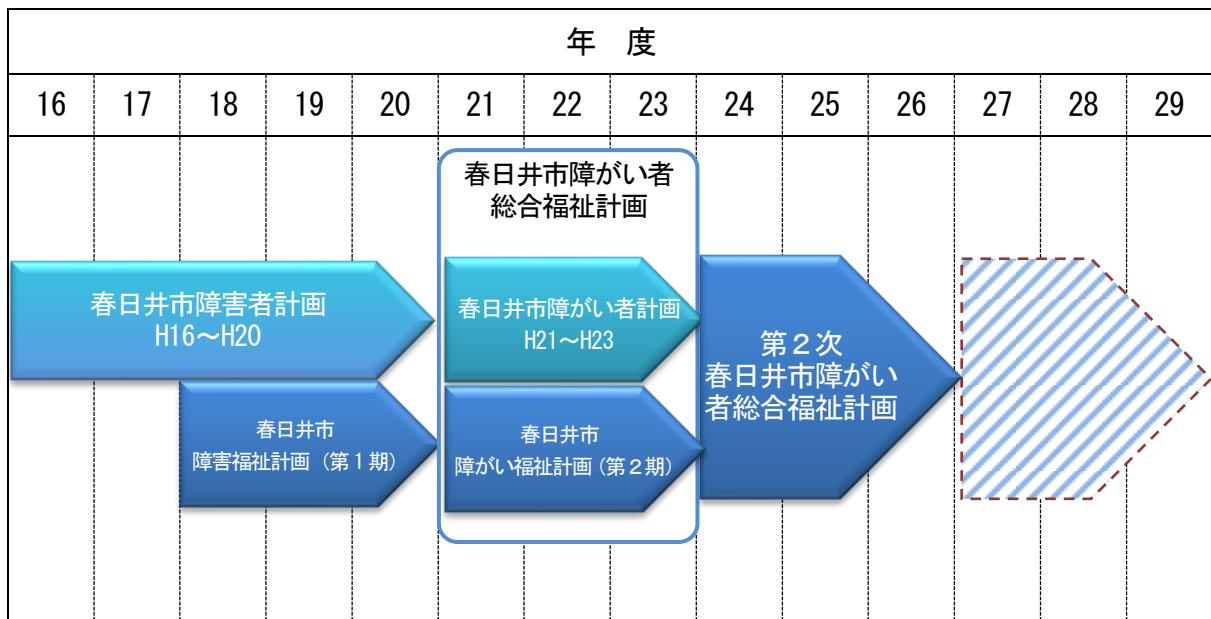 年　度
16 17 18 19 20 21 22 23 24 25 26 27 28 29
春日井市障がい者
総合福祉計画
春日井市障害者計画
H16～H20
春日井市障がい者計画
H21～H23
第２次
春日井市障がい
者総合福祉計画
春日井市
障害福祉計画（第１期）
春日井市
障がい福祉計画（第２期）